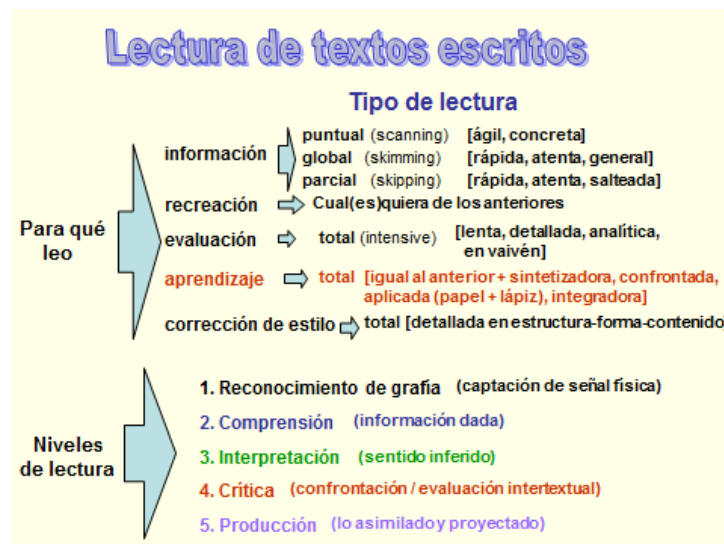 Lectura de textos escritos
Tipo de lectura
Para qué leo
información
puntual (scanning) [ágil, concreta]
global (skimming) [rápida, atenta, general]
parcial (skipping) [rápida, atenta, salteada]
recreación Cual(es)quiera de los anteriores
evaluación total (intensive) [lenta, detallada, analítica,
en vaivén]
aprendizaje total [igual al anterior + sintetizadora, confrontada,
aplicada (papel + lápiz), integradora]
corrección de estilo total [detallada en estructura-forma-contenido]
Niveles
de lectura
1. Reconocimiento de grafía (captación de señal física)
2. Comprensión (información dada)
3. Interpretación (sentido inferido)
4. Crítica (confrontación / evaluación intertextual)
5. Producción (lo asimilado y proyectado)